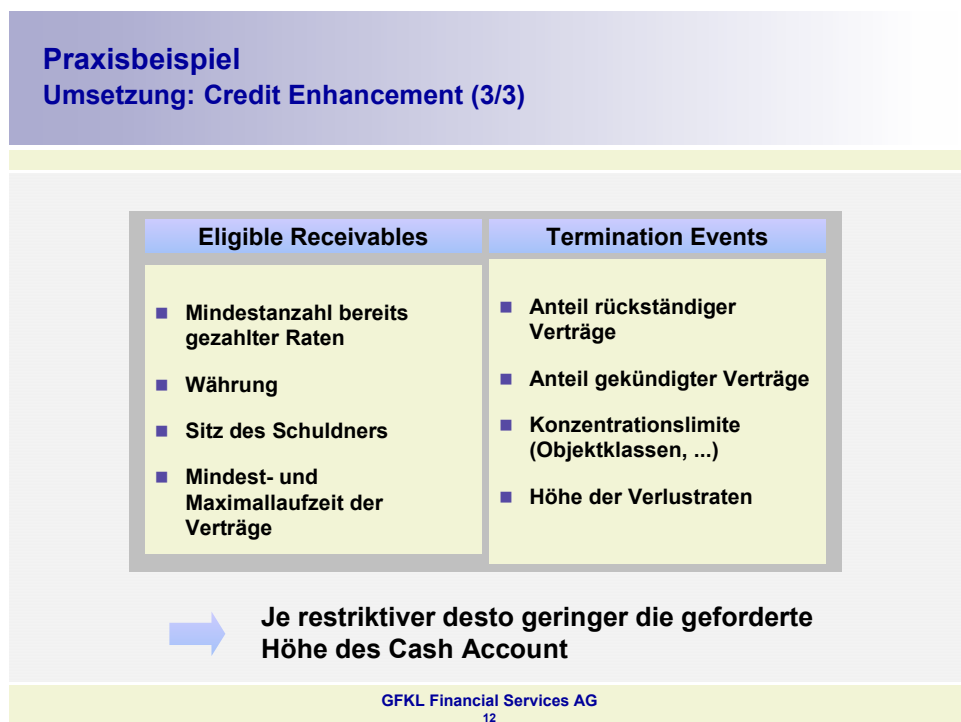 Praxisbeispiel
Umsetzung: Credit Enhancement (3/3)
Eligible Receivables
Mindestanzahl bereits
gezahlter Raten
Währung
Sitz des Schuldners
Mindest- und
Maximallaufzeit der
Verträge
Termination Events
Anteil rückständiger
Verträge
Anteil gekündigter Verträge
Konzentrationslimite
(Objektklassen, ...)
Höhe der Verlustraten
Je restriktiver desto geringer die geforderte
Höhe des Cash Account
GFKL Financial Services AG
12